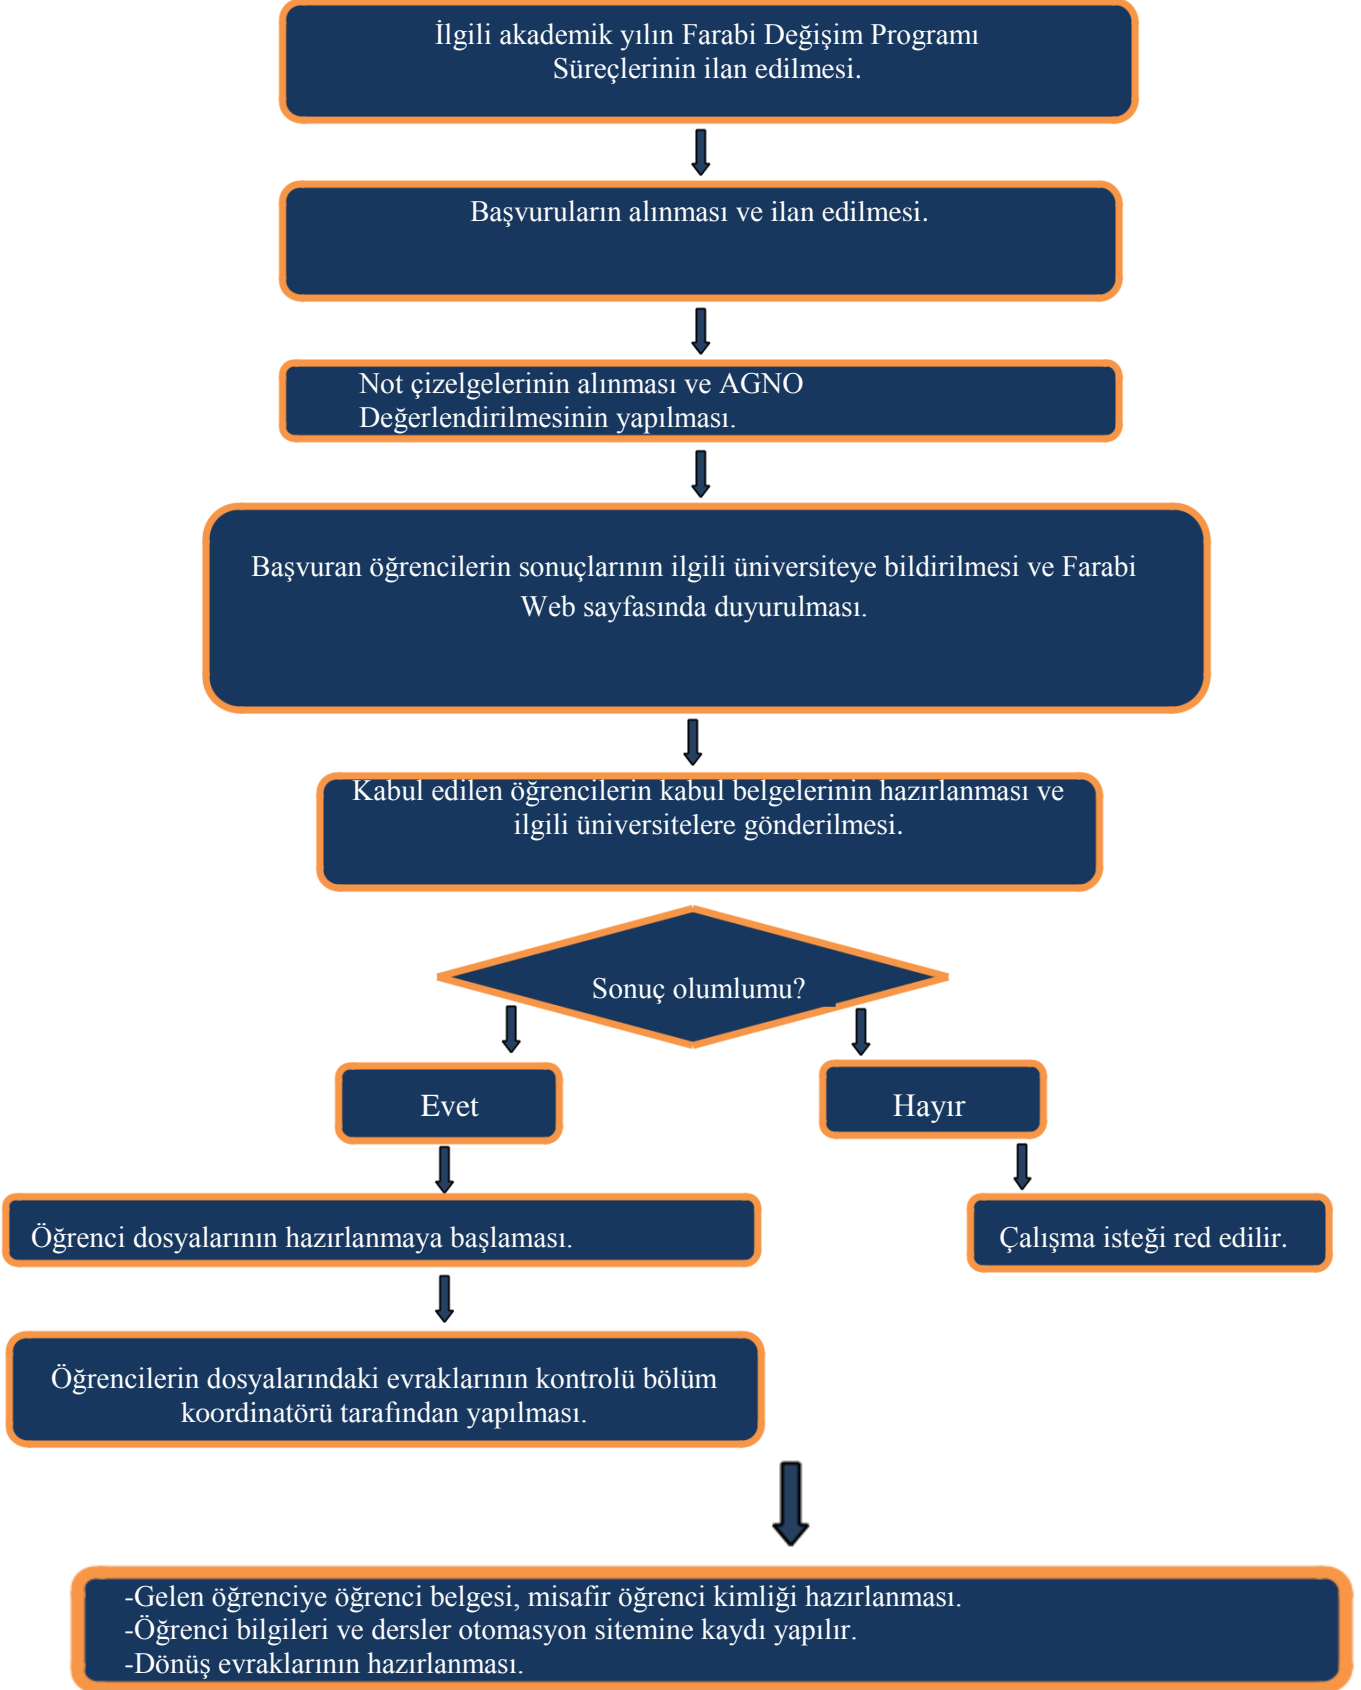 İlgili akademik yılın Farabi Değişim Programı
Süreçlerinin ilan edilmesi.
Başvuruların alınması ve ilan edilmesi.
Not çizelgelerinin alınması ve AGNO
Değerlendirilmesinin yapılması.
Başvuran öğrencilerin sonuçlarının ilgili üniversiteye bildirilmesi ve Farabi
Web sayfasında duyurulması.
Kabul edilen öğrencilerin kabul belgelerinin hazırlanması ve
ilgili üniversitelere gönderilmesi.
Sonuç olumlumu?
Evet
Hayır
Öğrenci dosyalarının hazırlanmaya başlaması.
Çalışma isteği red edilir.
Öğrencilerin dosyalarındaki evraklarının kontrolü bölüm
koordinatörü tarafından yapılması.
-Gelen öğrenciye öğrenci belgesi, misafir öğrenci kimliği hazırlanması.
-Öğrenci bilgileri ve dersler otomasyon sitemine kaydı yapılır.
-Dönüş evraklarının hazırlanması.